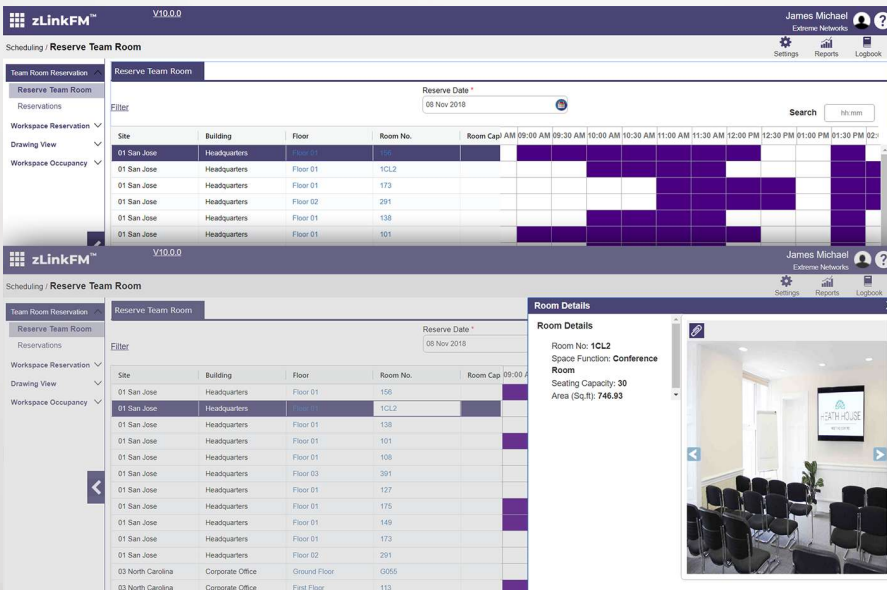 zLinkFM™
V10.0.0
James Michael
Extreme Networks
?
Scheduling / Reserve Team Room
Settings
Reports
Logbook
Team Room Reservation
Reserve Team Room
Reservations
Workspace Reservation
Drawing View
Workspace Occupancy
Reserve Team Room
Reserve Date *
Filter
08 Nov 2018
Search
hh:mm
Site Building Floor Room No. Room Cap AM 09:00 AM 09:30 AM 10:00 AM 10:30 AM 11:00 AM 11:30 AM 12:00 PM 12:30 PM 01:00 PM 01:30 PM 02:
01 San Jose Headquarters Floor 01 156
01 San Jose Headquarters Floor 01 1CL2
01 San Jose Headquarters Floor 01 173
01 San Jose Headquarters Floor 02 291
01 San Jose Headquarters Floor 01 138
01 San Jose Headquarters Floor 01 101
zLinkFM™
V10.0.0
James Michael
Extreme Networks
?
Scheduling / Reserve Team Room
Settings
Reports
Logbook
Team Room Reservation
Reserve Team Room
Reservations
Workspace Reservation
Drawing View
Workspace Occupancy
Reserve Team Room
Reserve Date *
Filter
08 Nov 2018
Site Building Floor Room No. Room Cap 09:00 A
01 San Jose Headquarters Floor 01 156
01 San Jose Headquarters Floor 01 1CL2
01 San Jose Headquarters Floor 01 138
01 San Jose Headquarters Floor 01 101
01 San Jose Headquarters Floor 01 108
01 San Jose Headquarters Floor 03 391
01 San Jose Headquarters Floor 01 127
01 San Jose Headquarters Floor 01 175
01 San Jose Headquarters Floor 01 149
01 San Jose Headquarters Floor 01 173
01 San Jose Headquarters Floor 02 291
03 North Carolina Corporate Office Ground Floor G055
03 North Carolina Corporate Office First Floor 113
Room Details
Room Details
Room No: 1CL2
Space Function: Conference
Room
Seating Capacity: 30
Area (Sq.ft): 746.93
HEATH HOUSE